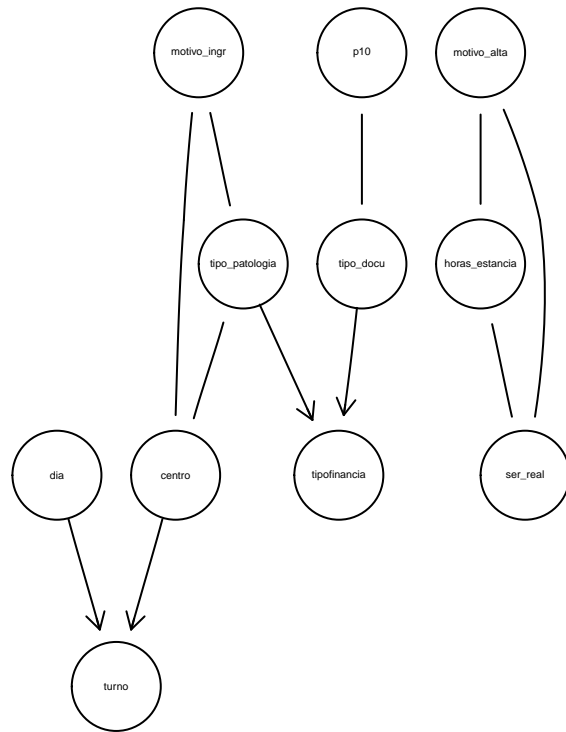 motivo_ingr
p10
motivo_alta
tipo_patologia
tipo_docu
horas_estancia
dia
centro
tipofinancia
ser_real
turno